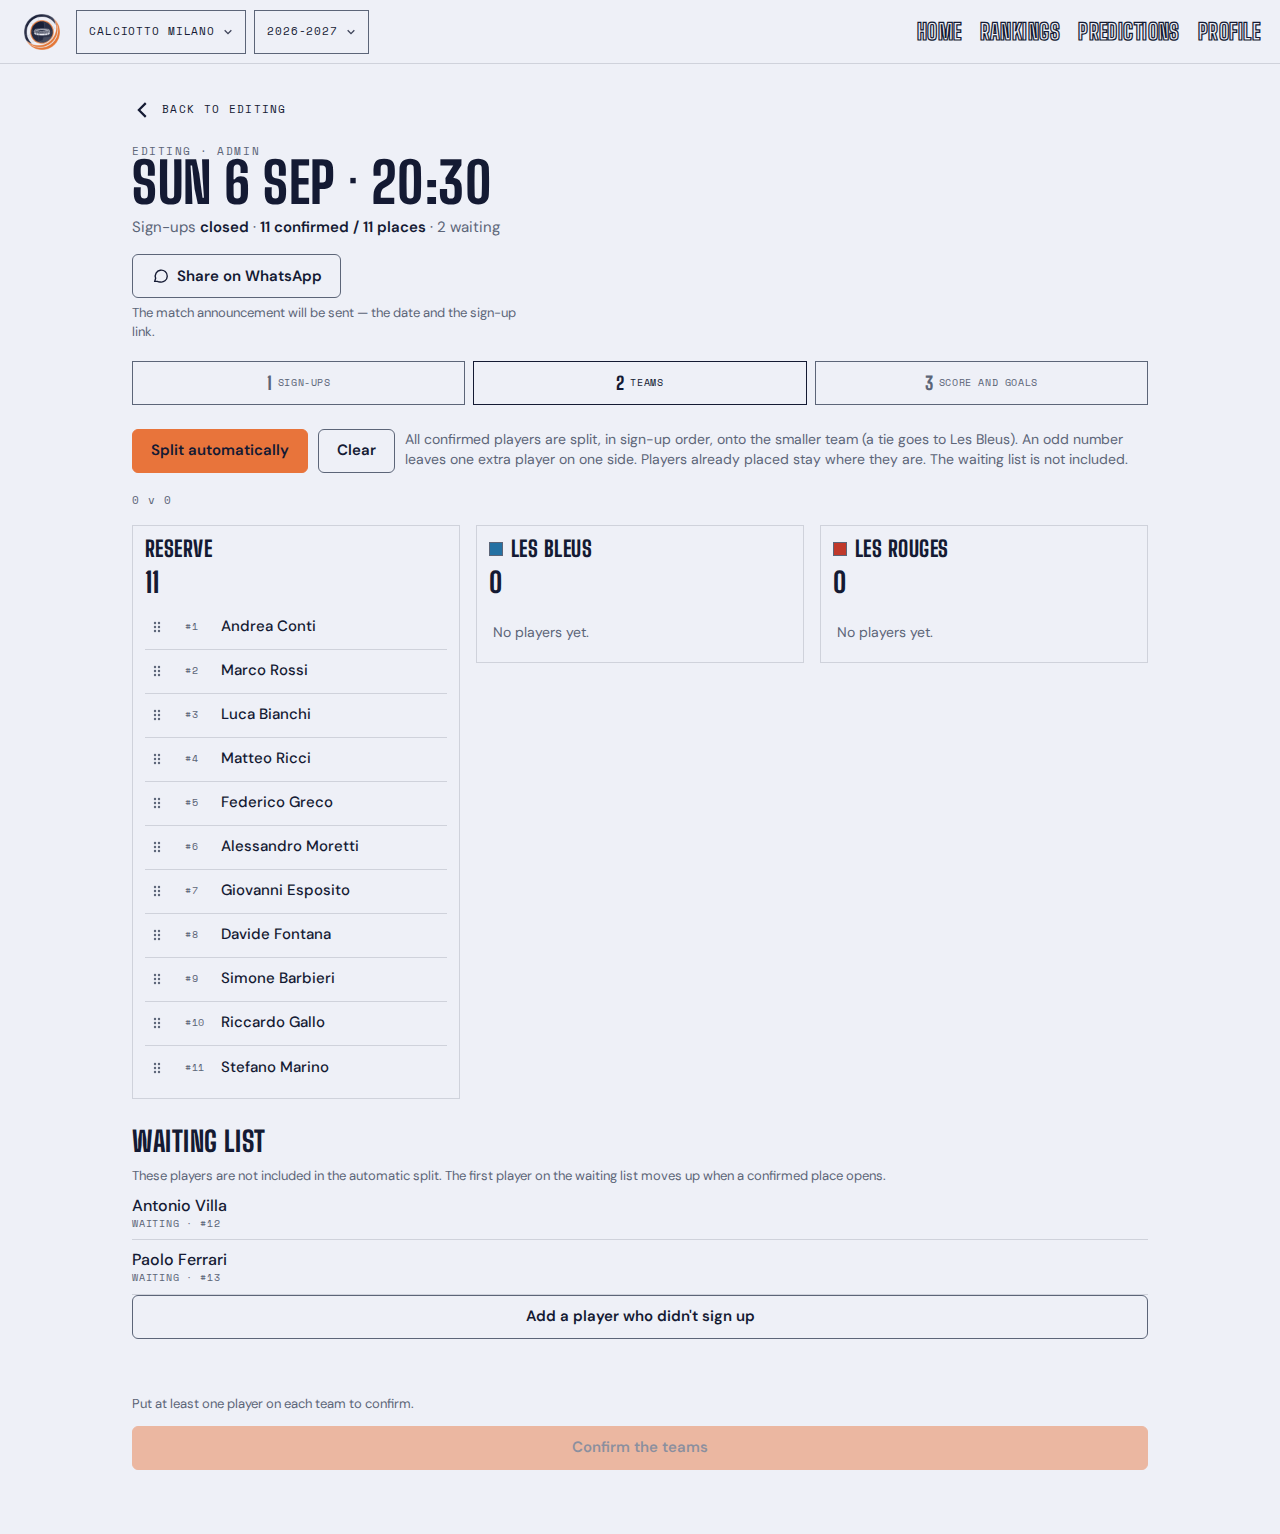 CALCIOTTO MILANO
2026-2027
HOME RANKINGS PREDICTIONS PROFILE
BACK TO EDITING
EDITING · ADMIN
SUN 6 SEP · 20:30
Sign-ups closed · 11 confirmed / 11 places · 2 waiting
Share on WhatsApp
The match announcement will be sent — the date and the sign-up
link.
1 SIGN-UPS
2 TEAMS
3 SCORE AND GOALS
Split automatically
Clear
All confirmed players are split, in sign-up order, onto the smaller team (a tie goes to Les Bleus). An odd number
leaves one extra player on one side. Players already placed stay where they are. The waiting list is not included.
0 v 0
RESERVE
11
#1 Andrea Conti
#2 Marco Rossi
#3 Luca Bianchi
#4 Matteo Ricci
#5 Federico Greco
#6 Alessandro Moretti
#7 Giovanni Esposito
#8 Davide Fontana
#9 Simone Barbieri
#10 Riccardo Gallo
#11 Stefano Marino
LES BLEUS
0
No players yet.
LES ROUGES
0
No players yet.
WAITING LIST
These players are not included in the automatic split. The first player on the waiting list moves up when a confirmed place opens.
Antonio Villa
WAITING · #12
Paolo Ferrari
WAITING · #13
Add a player who didn't sign up
Put at least one player on each team to confirm.
Confirm the teams